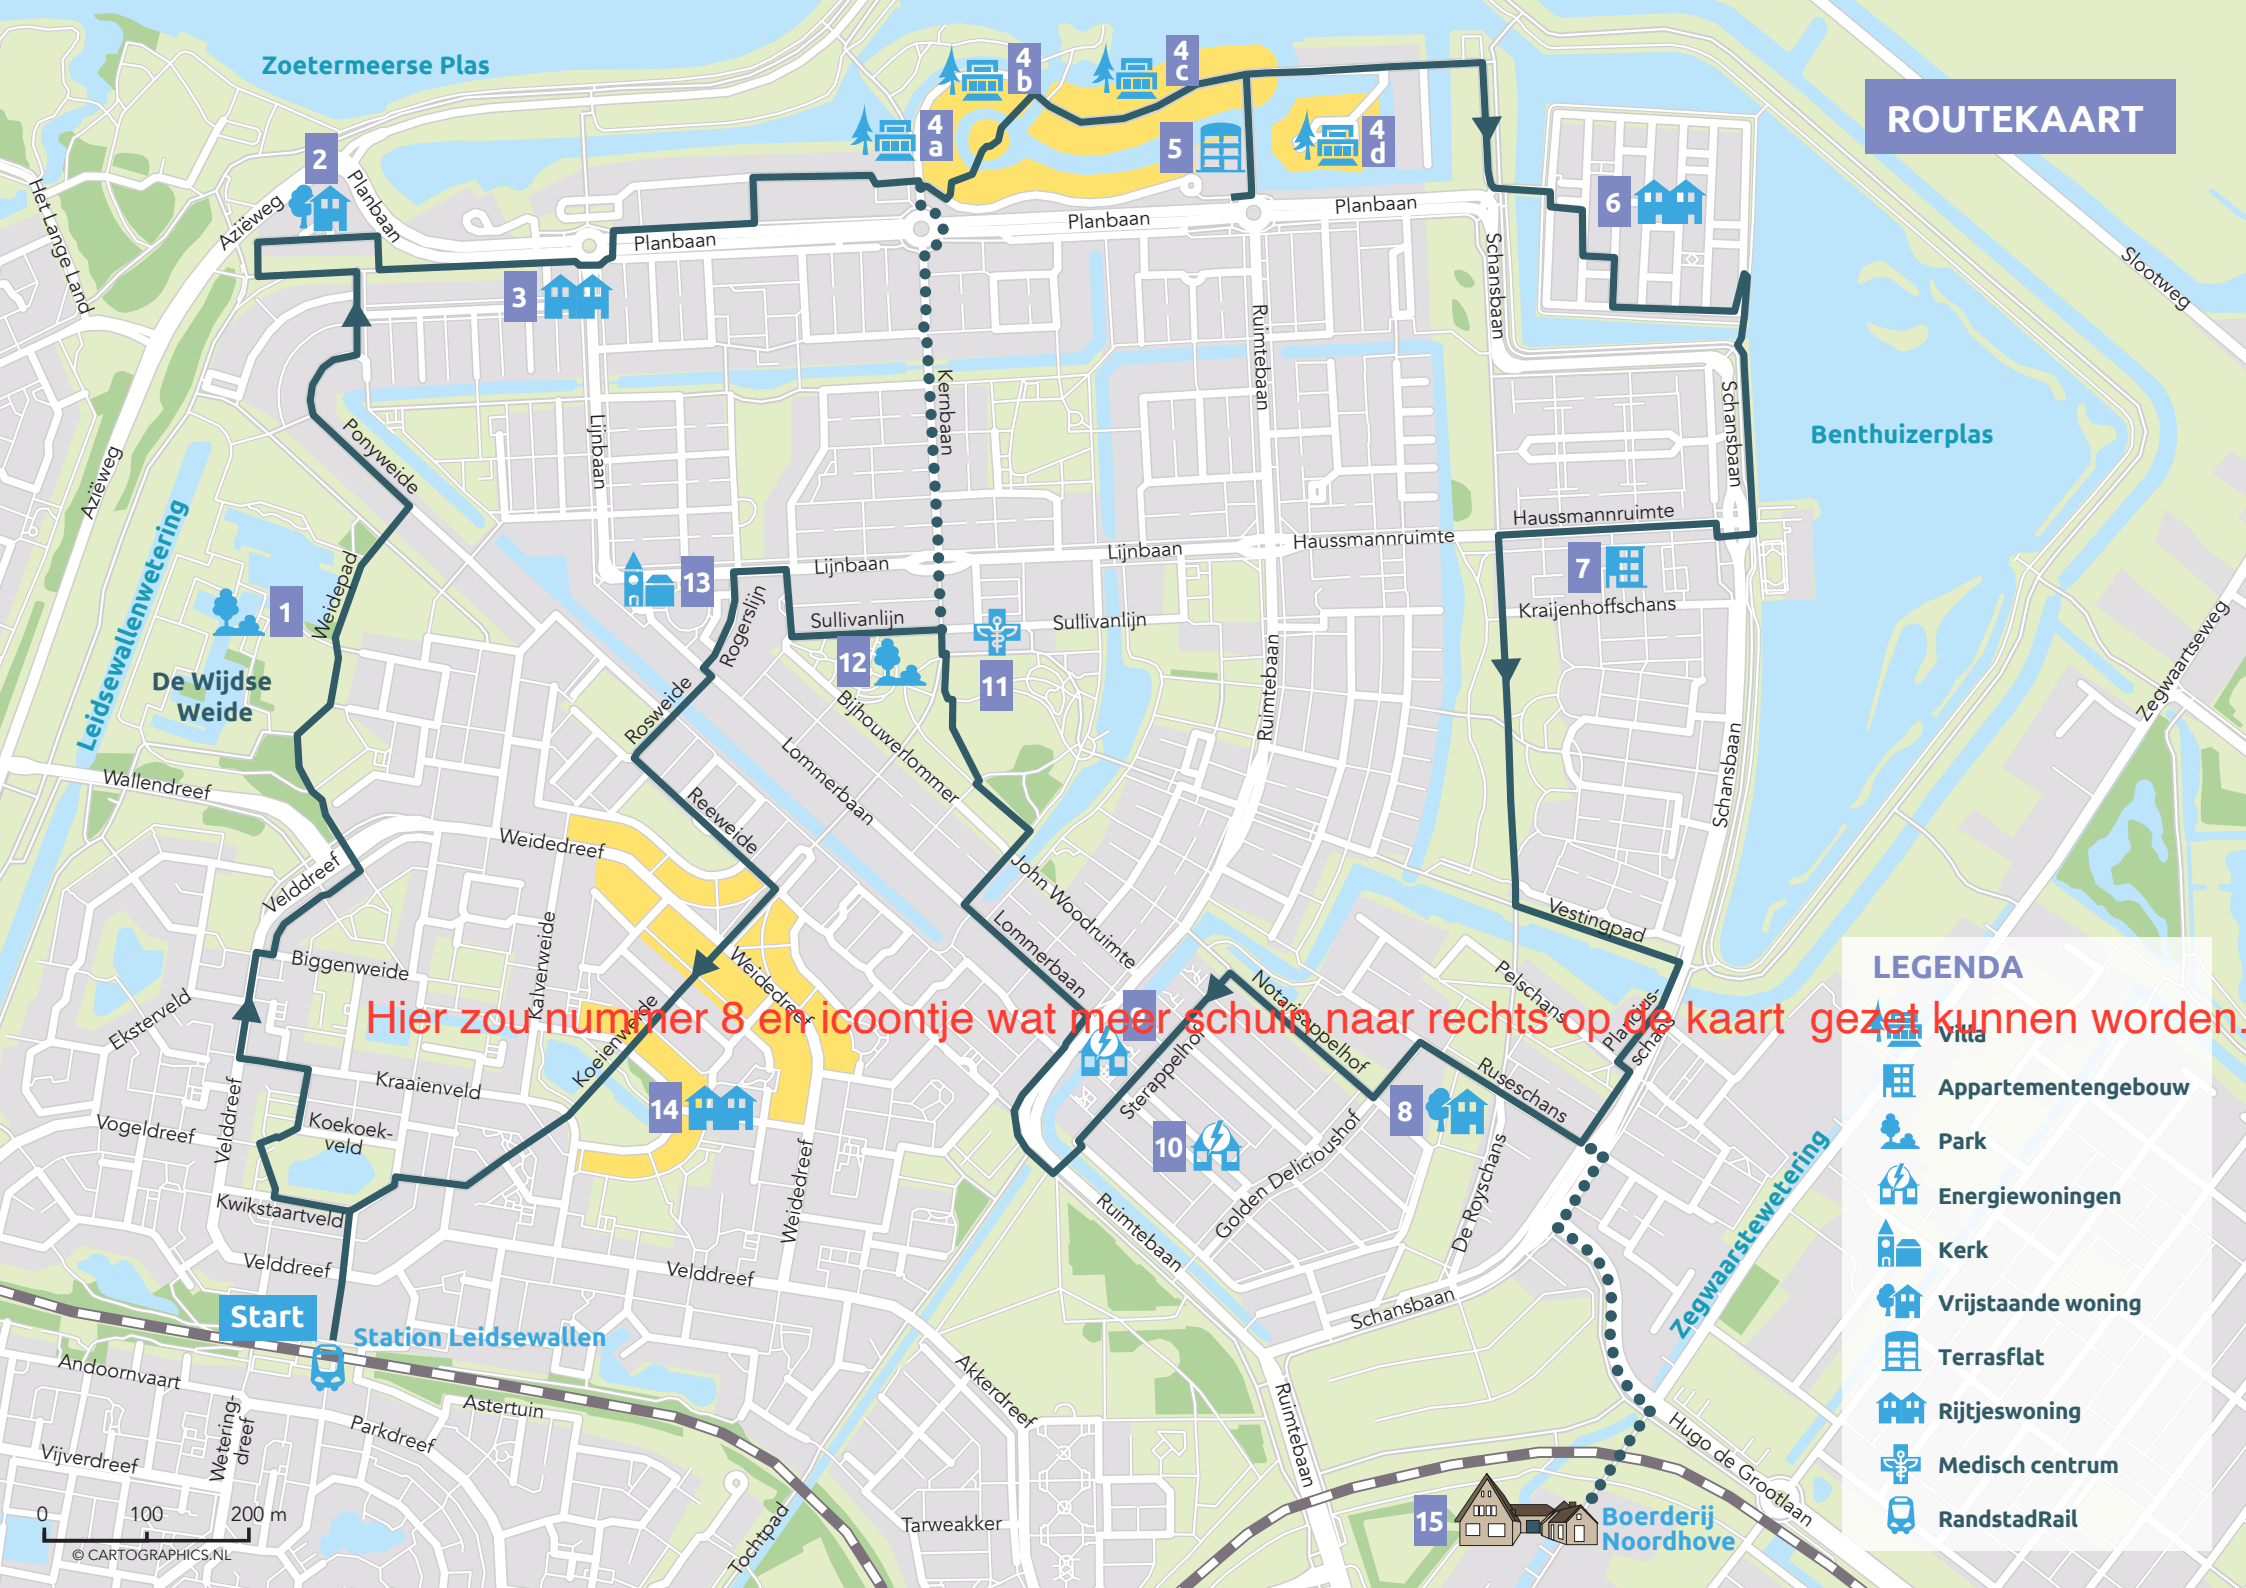 ROUTEKAART
Zoetermeerse Plas
4
b
4
c
4
a
5
4
d
2
6
Het Lange Land
Aziëweg
Planbaan
Planbaan
Planbaan
Planbaan
Slootweg
3
Schansbaan
Ruimtebaan
Kernbaan
Lijnbaan
Schansbaan
Benthuizerplas
Ponyweide
Aziëweg
Leidsewallenwetering
Weidepad
Haussmannruimte
Haussmannruimte
Lijnbaan
Lijnbaan
13
7
Kraijenhoffschans
1
Rogerslijn
Sullivanlijn
Sullivanlijn
12
11
De Wijdse
Weide
Rosweide
Bijhouwerlommer
Ruimtebaan
Zegwaartseweg
Wallendreef
Lommerbaan
Schansbaan
Reeweide
Weidedreef
Velddreef
John Woodruimte
Vestingpad
Lommerbaan
Kalverweide
Biggenweide
Weidedreef
Pelschans
Notarisappelhof
Plarius-
schans
LEGENDA
Hier zou nummer 8 en icoontje wat meer schuin naar rechts op de kaart  gezet kunnen worden.
Eksterveld
Koeienweide
9
Villa
Kraaienveld
Sterappelhof
Ruseschans
Appartementengebouw
Velddreef
Vogeldreef
Koekoek-
veld
14
8
10
Park
Golden Delicioushof
De Royschans
Zegwaarstewetering
Energiewoningen
Kwikstaartveld
Weidedreef
Ruimtebaan
Kerk
Velddreef
Velddreef
Schansbaan
Vrijstaande woning
Start
Station Leidsewallen
Terrasflat
Andoornvaart
Akkerdreef
Ruimtebaan
Astertuin
Rijtjeswoning
Wetering-
dreef
Parkdreef
Hugo de Grootlaan
Vijverdreef
Medisch centrum
0 100 200 m
Tochtpad
Tarweakker
15
Boerderij
Noordhove
RandstadRail
© CARTOGRAPHICS.NL